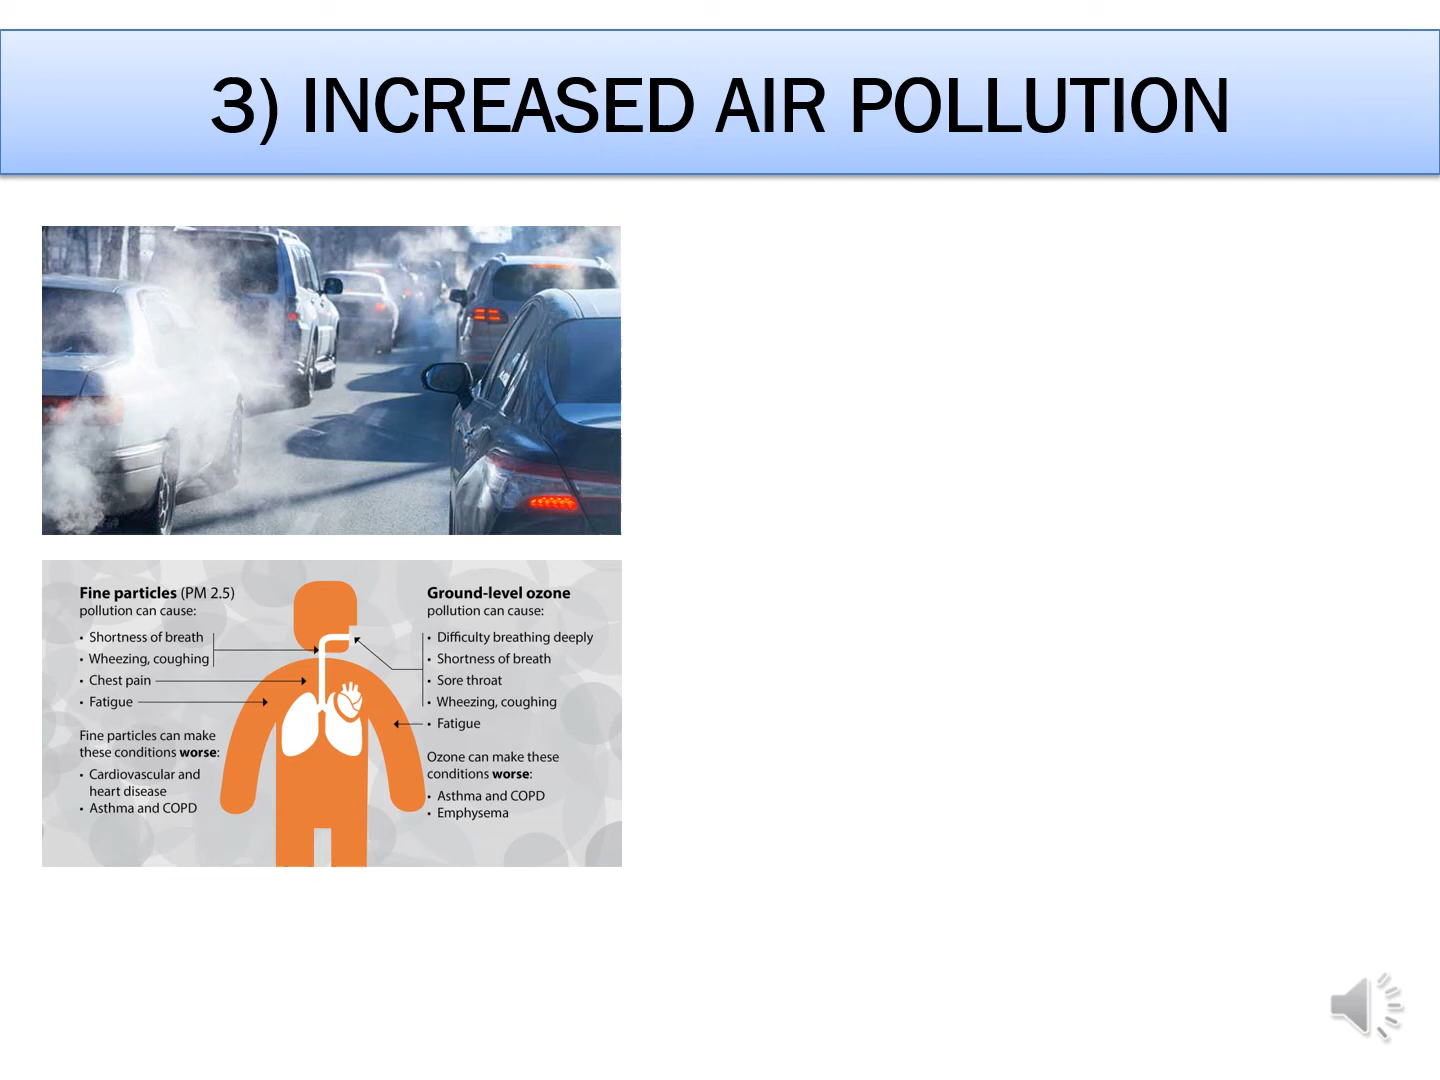 3) INCREASED AIR POLLUTION
Fine particles (PM 2.5)
pollution can cause:
• Shortness of breath
• Wheezing, coughing
• Chest pain
• Fatigue
Fine particles can make
these conditions worse:
• Cardiovascular and
heart disease
• Asthma and COPD
Ground-level ozone
pollution can cause:
• Difficulty breathing deeply
• Shortness of breath
• Sore throat
• Wheezing, coughing
• Fatigue
Ozone can make these
conditions worse:
• Asthma and COPD
• Emphysema